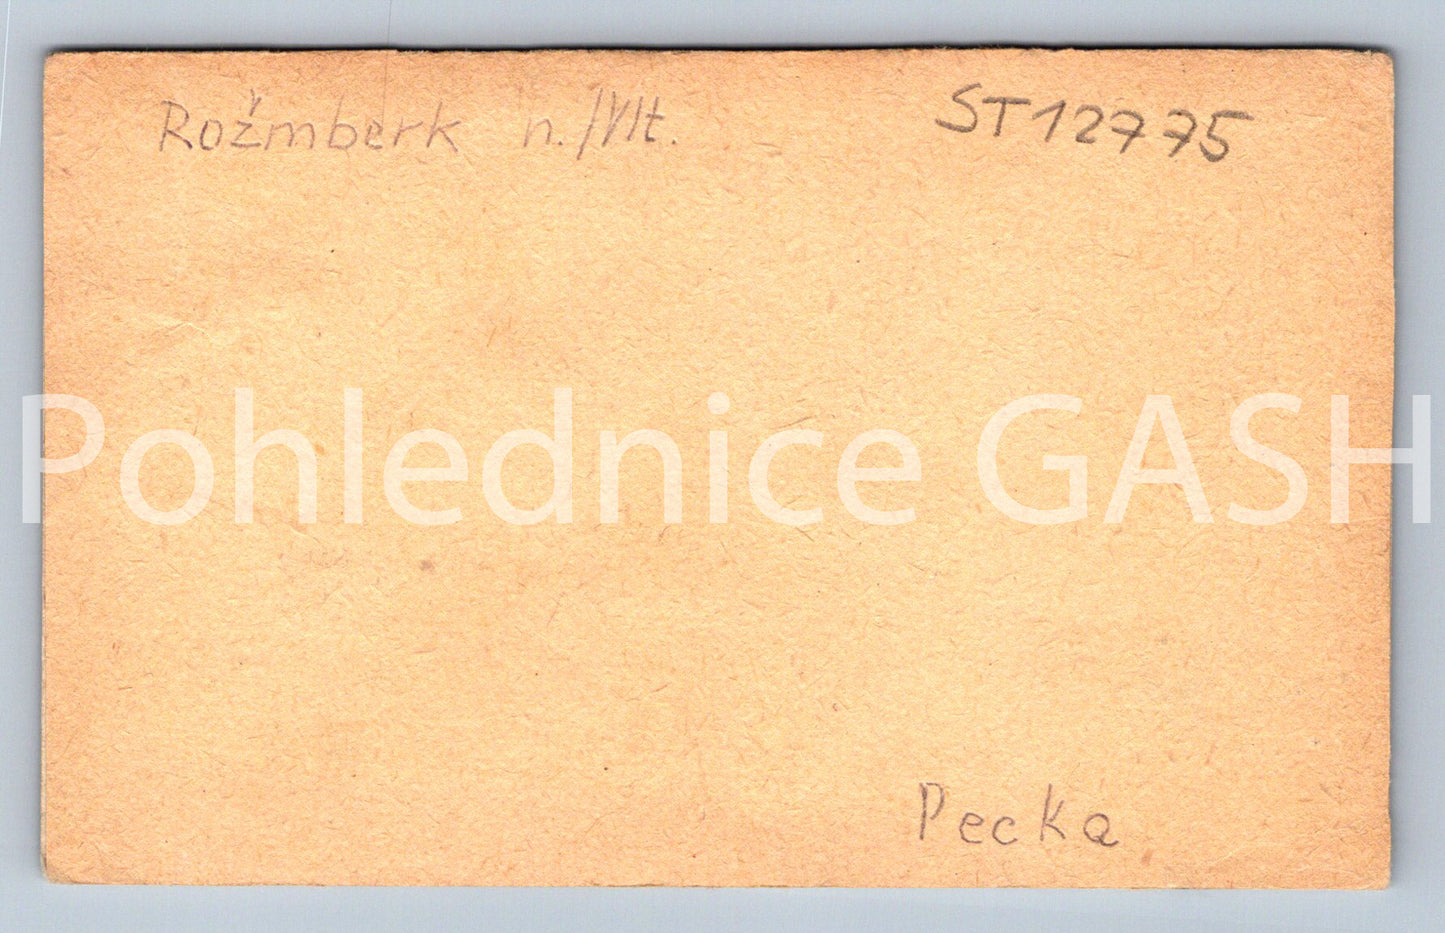 Rožmberk n./Vlt.
ST12775
Pohlednice GASH
Pecka